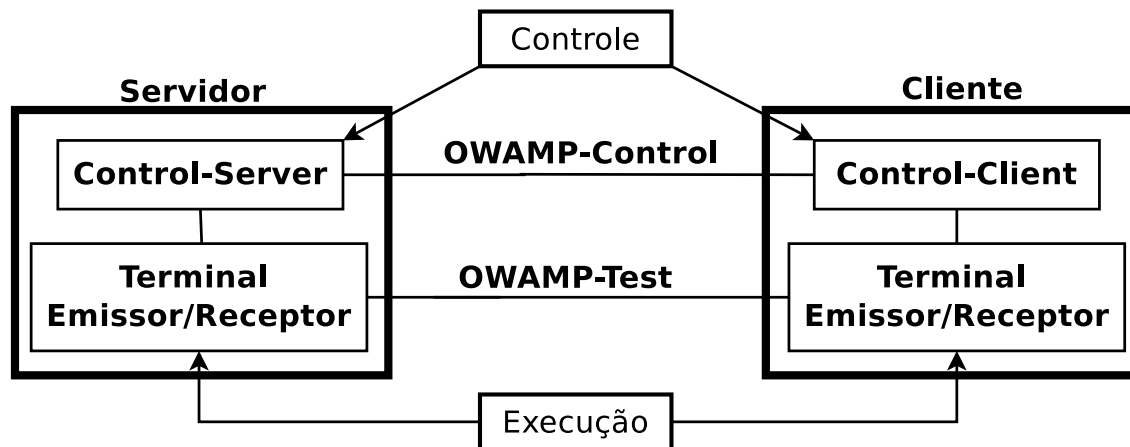 Controle
Servidor
Cliente
OWAMP-Control
Control-Server
Control-Client
Terminal
Emissor/Receptor
OWAMP-Test
Terminal
Emissor/Receptor
Execução